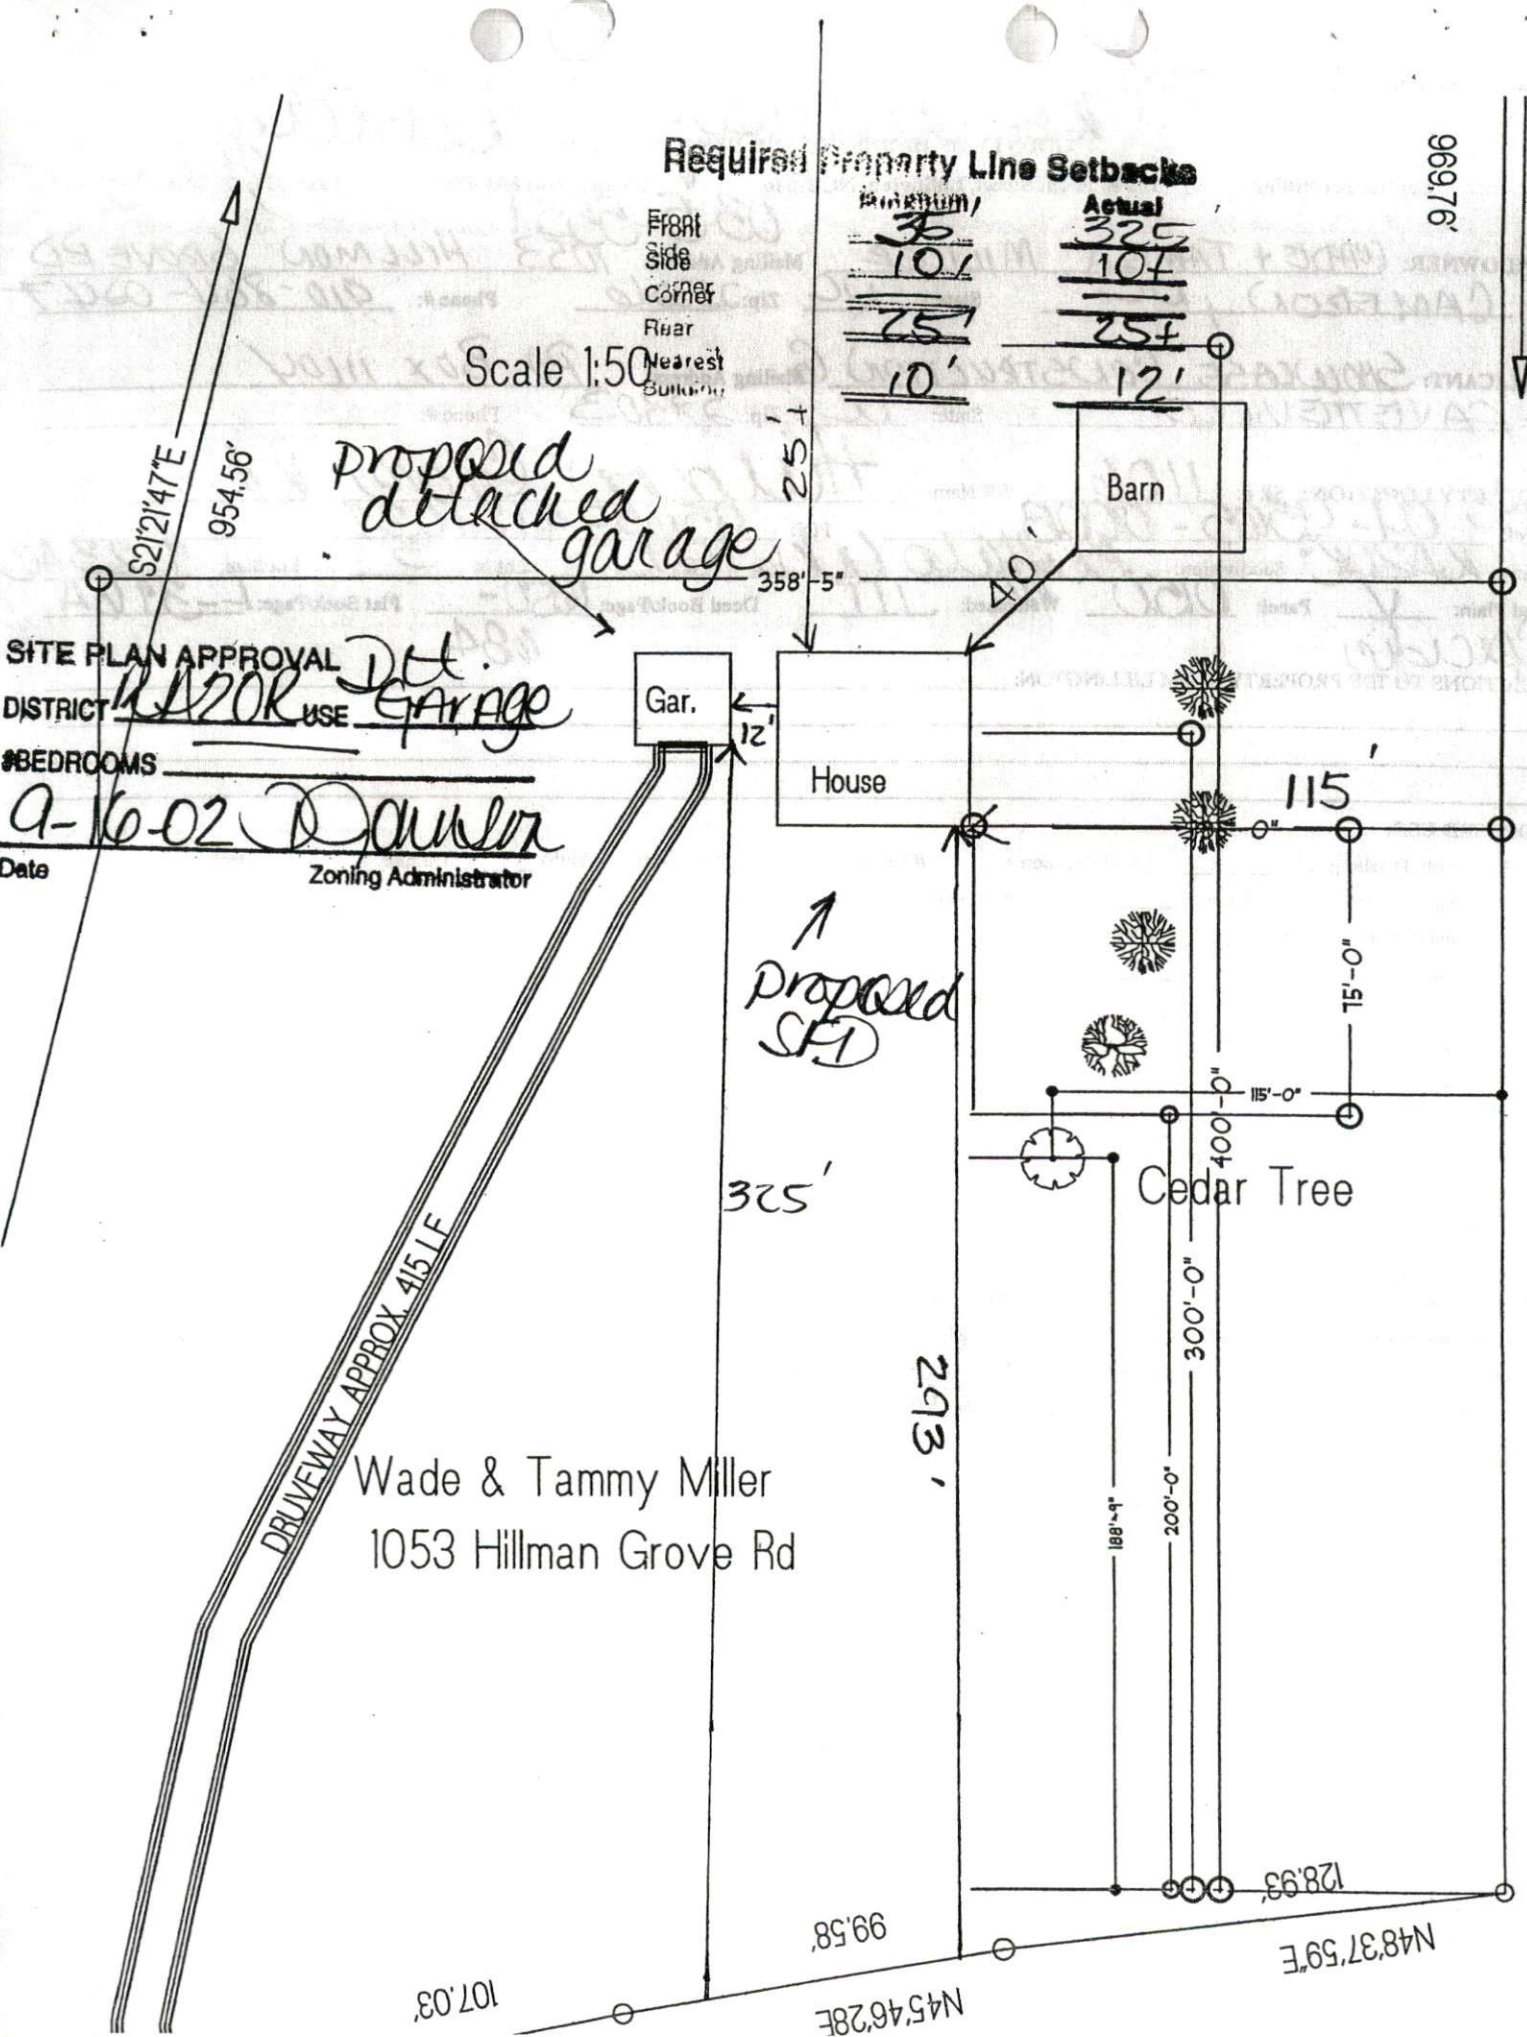 969.76'
Required Property Line Setbacks
Minimum Actual
Front 35 325
Side 10' 10+
Corner
Rear 25' 25+
Nearest Building 10' 12'
Scale 1:50
25'+
proposed
detached
garage
Barn
40'
S21°21'47"E
954.56'
358'-5"
SITE PLAN APPROVAL Dtt.
DISTRICT RA20R USE GArAge
#BEDROOMS
9-16-02 D Dawson
Date Zoning Administrator
Gar.
12'
House
115'
0"
75'-0"
proposed
SFD
115'-0"
400'-0"
Cedar Tree
325'
300'-0"
293'
DRUVEWAY APPROX. 415 LF
Wade & Tammy Miller
1053 Hillman Grove Rd
188'-9"
200'-0"
128.93'
99.58'
107.03'
N48°37'59"E
N45°46'28E